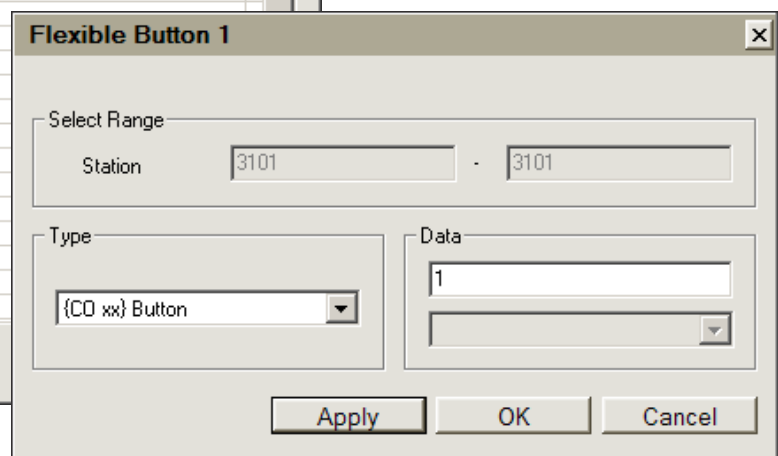 Flexible Button 1
Select Range
Station 3101 - 3101
Type
Data
1
{CO xx} Button
Apply OK Cancel